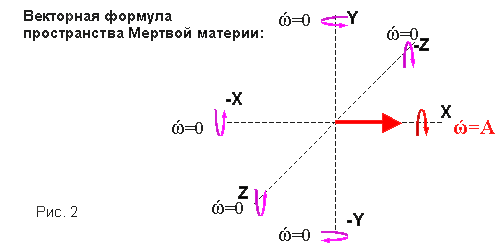 Векторная формула
пространства Мертвой материи:
ώ=0
Y
ώ=0
-Z
-X
ώ=0
X
ώ=A
Z
ώ=0
Рис. 2
-Y
ώ=0